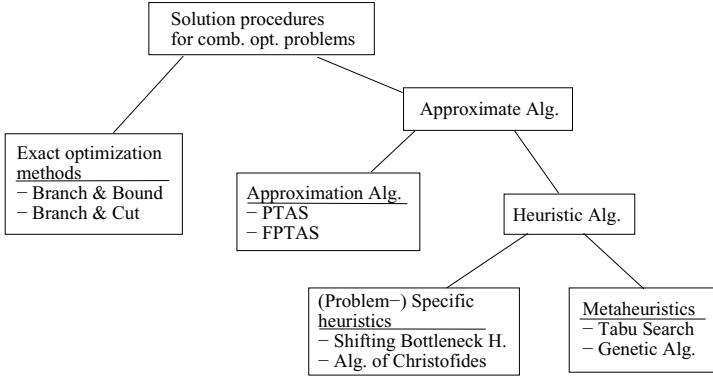 Solution procedures
for comb. opt. problems
Approximate Alg.
Exact optimization
methods
− Branch & Bound
− Branch & Cut
Approximation Alg.
− PTAS
− FPTAS
Heuristic Alg.
(Problem−) Specific
heuristics
− Shifting Bottleneck H.
− Alg. of Christofides
Metaheuristics
− Tabu Search
− Genetic Alg.